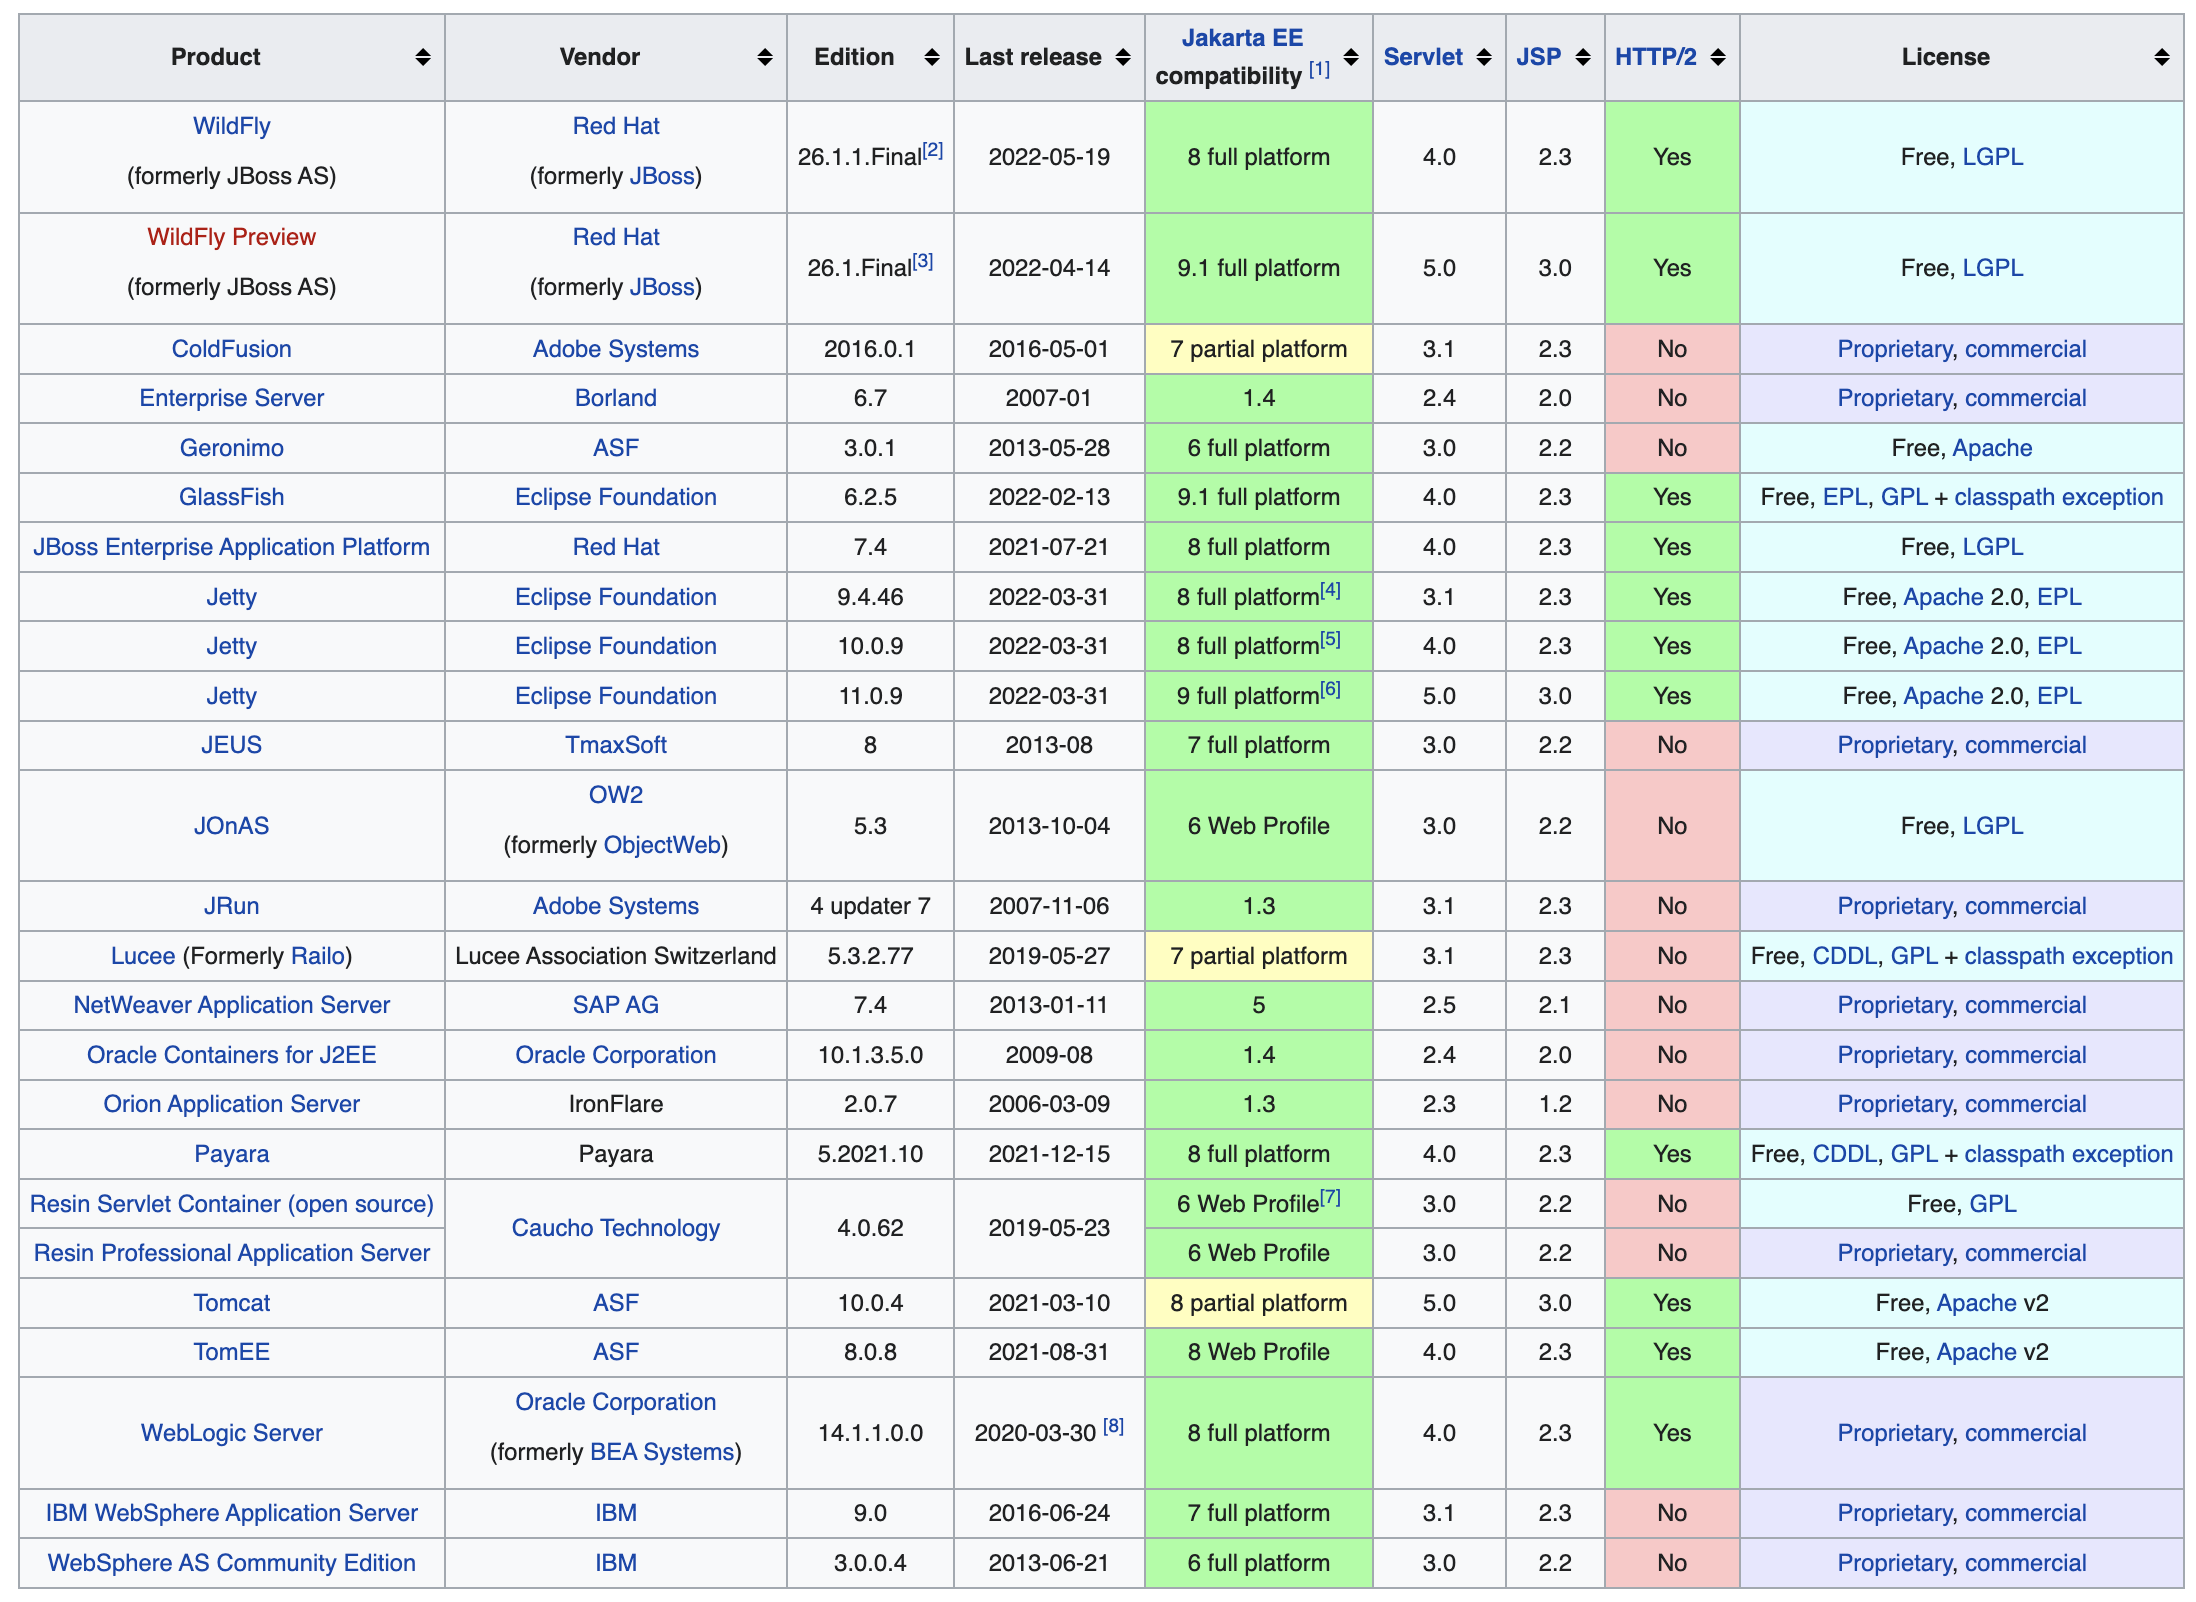 Product Vendor Edition Last release Jakarta EE compatibility [1] Servlet JSP HTTP/2 License
WildFly (formerly JBoss AS) Red Hat (formerly JBoss) 26.1.1.Final[2] 2022-05-19 8 full platform 4.0 2.3 Yes Free, LGPL
WildFly Preview (formerly JBoss AS) Red Hat (formerly JBoss) 26.1.Final[3] 2022-04-14 9.1 full platform 5.0 3.0 Yes Free, LGPL
ColdFusion Adobe Systems 2016.0.1 2016-05-01 7 partial platform 3.1 2.3 No Proprietary, commercial
Enterprise Server Borland 6.7 2007-01 1.4 2.4 2.0 No Proprietary, commercial
Geronimo ASF 3.0.1 2013-05-28 6 full platform 3.0 2.2 No Free, Apache
GlassFish Eclipse Foundation 6.2.5 2022-02-13 9.1 full platform 4.0 2.3 Yes Free, EPL, GPL + classpath exception
JBoss Enterprise Application Platform Red Hat 7.4 2021-07-21 8 full platform 4.0 2.3 Yes Free, LGPL
Jetty Eclipse Foundation 9.4.46 2022-03-31 8 full platform[4] 3.1 2.3 Yes Free, Apache 2.0, EPL
Jetty Eclipse Foundation 10.0.9 2022-03-31 8 full platform[5] 4.0 2.3 Yes Free, Apache 2.0, EPL
Jetty Eclipse Foundation 11.0.9 2022-03-31 9 full platform[6] 5.0 3.0 Yes Free, Apache 2.0, EPL
JEUS TmaxSoft 8 2013-08 7 full platform 3.0 2.2 No Proprietary, commercial
JOnAS OW2 (formerly ObjectWeb) 5.3 2013-10-04 6 Web Profile 3.0 2.2 No Free, LGPL
JRun Adobe Systems 4 updater 7 2007-11-06 1.3 3.1 2.3 No Proprietary, commercial
Lucee (Formerly Railo) Lucee Association Switzerland 5.3.2.77 2019-05-27 7 partial platform 3.1 2.3 No Free, CDDL, GPL + classpath exception
NetWeaver Application Server SAP AG 7.4 2013-01-11 5 2.5 2.1 No Proprietary, commercial
Oracle Containers for J2EE Oracle Corporation 10.1.3.5.0 2009-08 1.4 2.4 2.0 No Proprietary, commercial
Orion Application Server IronFlare 2.0.7 2006-03-09 1.3 2.3 1.2 No Proprietary, commercial
Payara Payara 5.2021.10 2021-12-15 8 full platform 4.0 2.3 Yes Free, CDDL, GPL + classpath exception
Resin Servlet Container (open source) Caucho Technology 4.0.62 2019-05-23 6 Web Profile[7] 3.0 2.2 No Free, GPL
Resin Professional Application Server 6 Web Profile 3.0 2.2 No Proprietary, commercial
Tomcat ASF 10.0.4 2021-03-10 8 partial platform 5.0 3.0 Yes Free, Apache v2
TomEE ASF 8.0.8 2021-08-31 8 Web Profile 4.0 2.3 Yes Free, Apache v2
WebLogic Server Oracle Corporation (formerly BEA Systems) 14.1.1.0.0 2020-03-30 [8] 8 full platform 4.0 2.3 Yes Proprietary, commercial
IBM WebSphere Application Server IBM 9.0 2016-06-24 7 full platform 3.1 2.3 No Proprietary, commercial
WebSphere AS Community Edition IBM 3.0.0.4 2013-06-21 6 full platform 3.0 2.2 No Proprietary, commercial